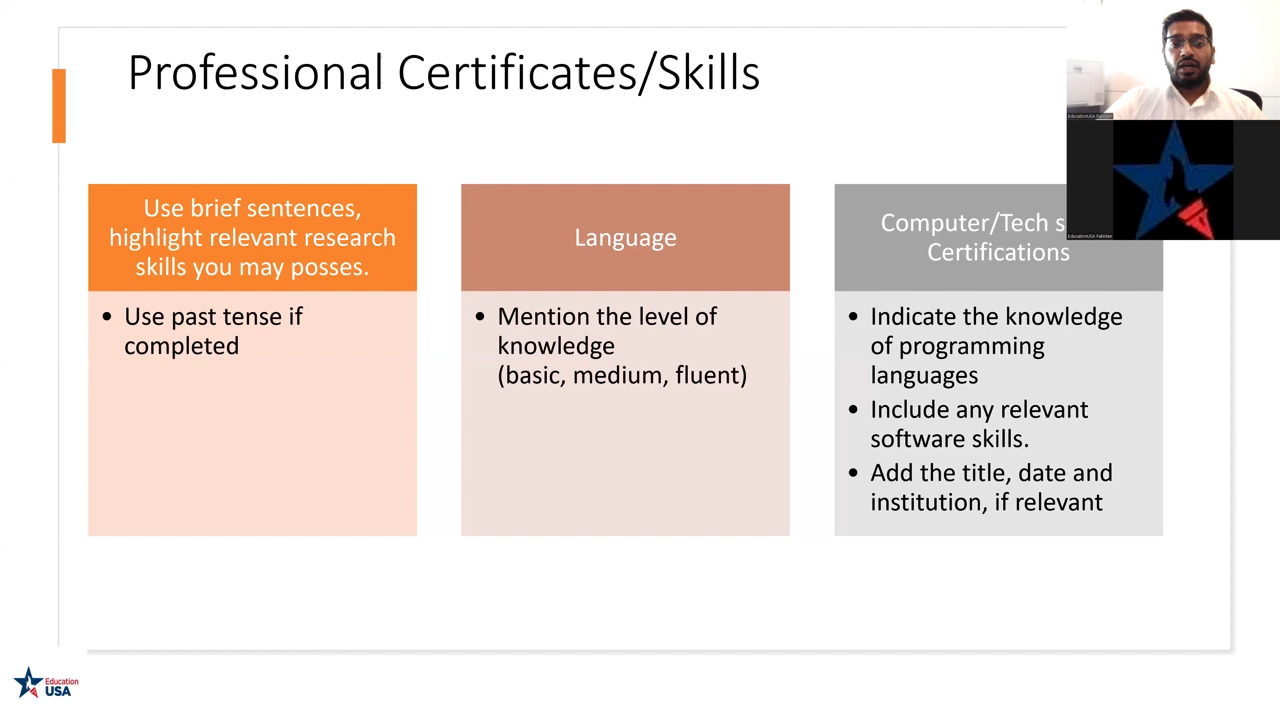 Professional Certificates/Skills
Use brief sentences,
highlight relevant research
skills you may posses.
• Use past tense if
completed
Language
• Mention the level of
knowledge
(basic, medium, fluent)
Computer/Tech s
Certifications
• Indicate the knowledge
of programming
languages
• Include any relevant
software skills.
• Add the title, date and
institution, if relevant
EducationUSA Pakistan
Education
USA